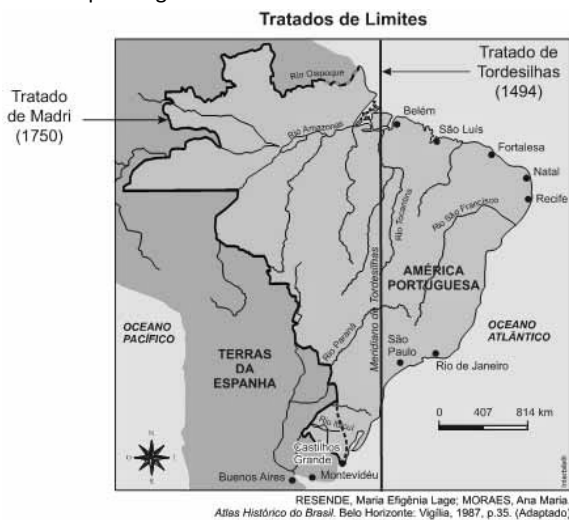 Tratados de Limites
Tratado de
Tordesilhas
(1494)
Tratado
de Madri
(1750)
Rio Oiapoque
Rio Amazonas
Belém
São Luís
Fortalesa
Natal
Recife
Rio Tocantins
Rio São Francisco
Meridiano de Tordesilhas
AMÉRICA
PORTUGUESA
OCEANO
PACÍFICO
TERRAS
DA
ESPANHA
Rio Paraná
São
Paulo
Rio de Janeiro
OCEANO
ATLÂNTICO
0 407 814 km
Castilhos
Grande
Buenos Aires
Montevidéu
N
S
RESENDE, Maria Efigênia Lage; MORAES, Ana Maria.
Atlas Histórico do Brasil. Belo Horizonte: Vigília, 1987, p.35. (Adaptado)